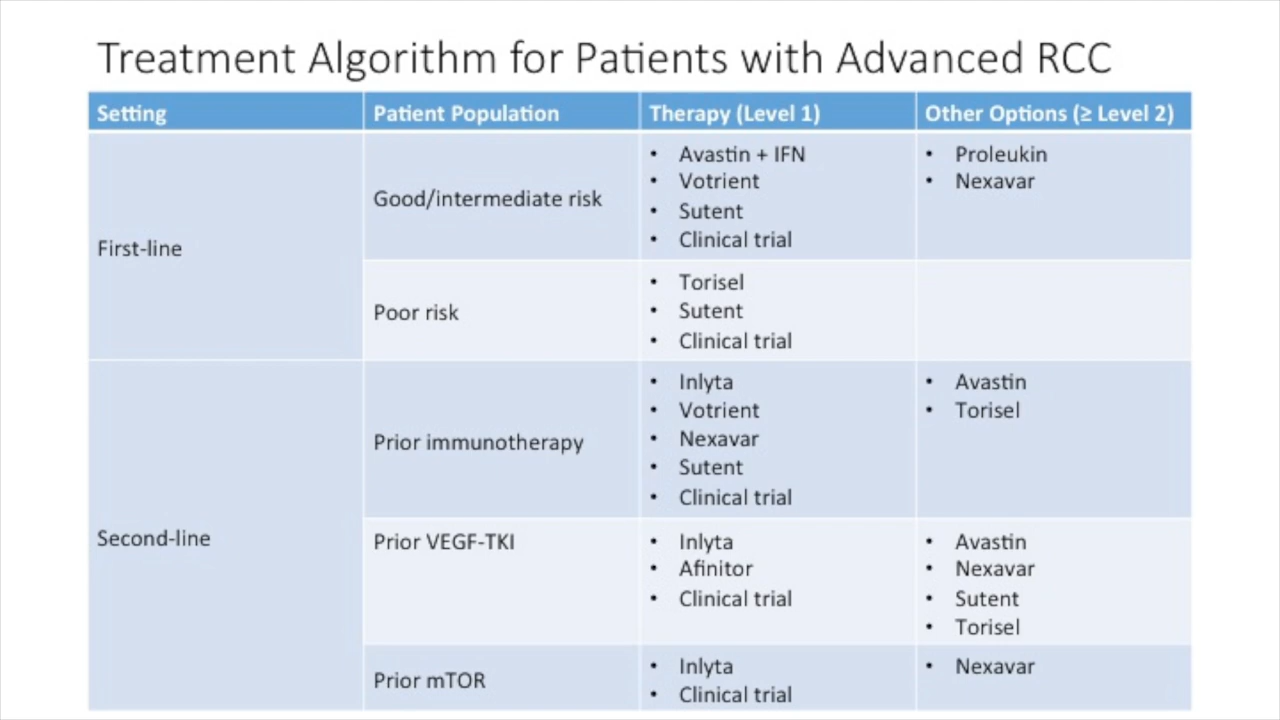 Treatment Algorithm for Patients with Advanced RCC
Setting
Patient Population
Therapy (Level 1)
Other Options (≥ Level 2)
First-line
Good/intermediate risk
• Avastin + IFN
• Votrient
• Sutent
• Clinical trial
• Proleukin
• Nexavar
Poor risk
• Torisel
• Sutent
• Clinical trial
Second-line
Prior immunotherapy
• Inlyta
• Votrient
• Nexavar
• Sutent
• Clinical trial
• Avastin
• Torisel
Prior VEGF-TKI
• Inlyta
• Afinitor
• Clinical trial
• Avastin
• Nexavar
• Sutent
• Torisel
Prior mTOR
• Inlyta
• Clinical trial
• Nexavar